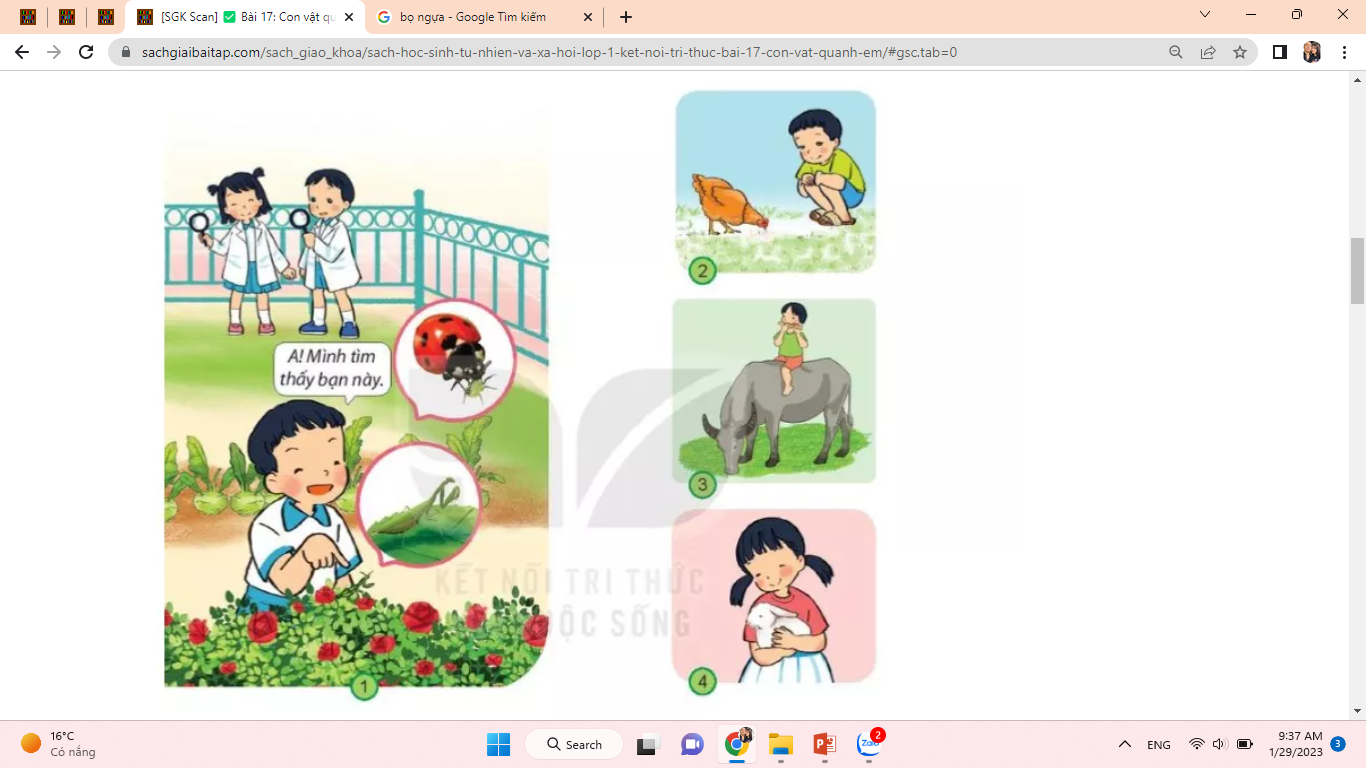 [SGK Scan] ✅ Bài 17: Con vật qu
bọ ngựa - Google Tìm kiếm
sachgiaibaitap.com/sach_giao_khoa/sach-hoc-sinh-tu-nhien-va-xa-hoi-lop-1-ket-noi-tri-thuc-bai-17-con-vat-quanh-em/#gsc.tab=0
A! Mình tìm
thấy bạn này.
1
2
3
4
KẾT NỐI TRI THỨC
CUỘC SỐNG
16°C
Có nắng
Search
Zalo
2
ENG
9:37 AM
1/29/2023
3